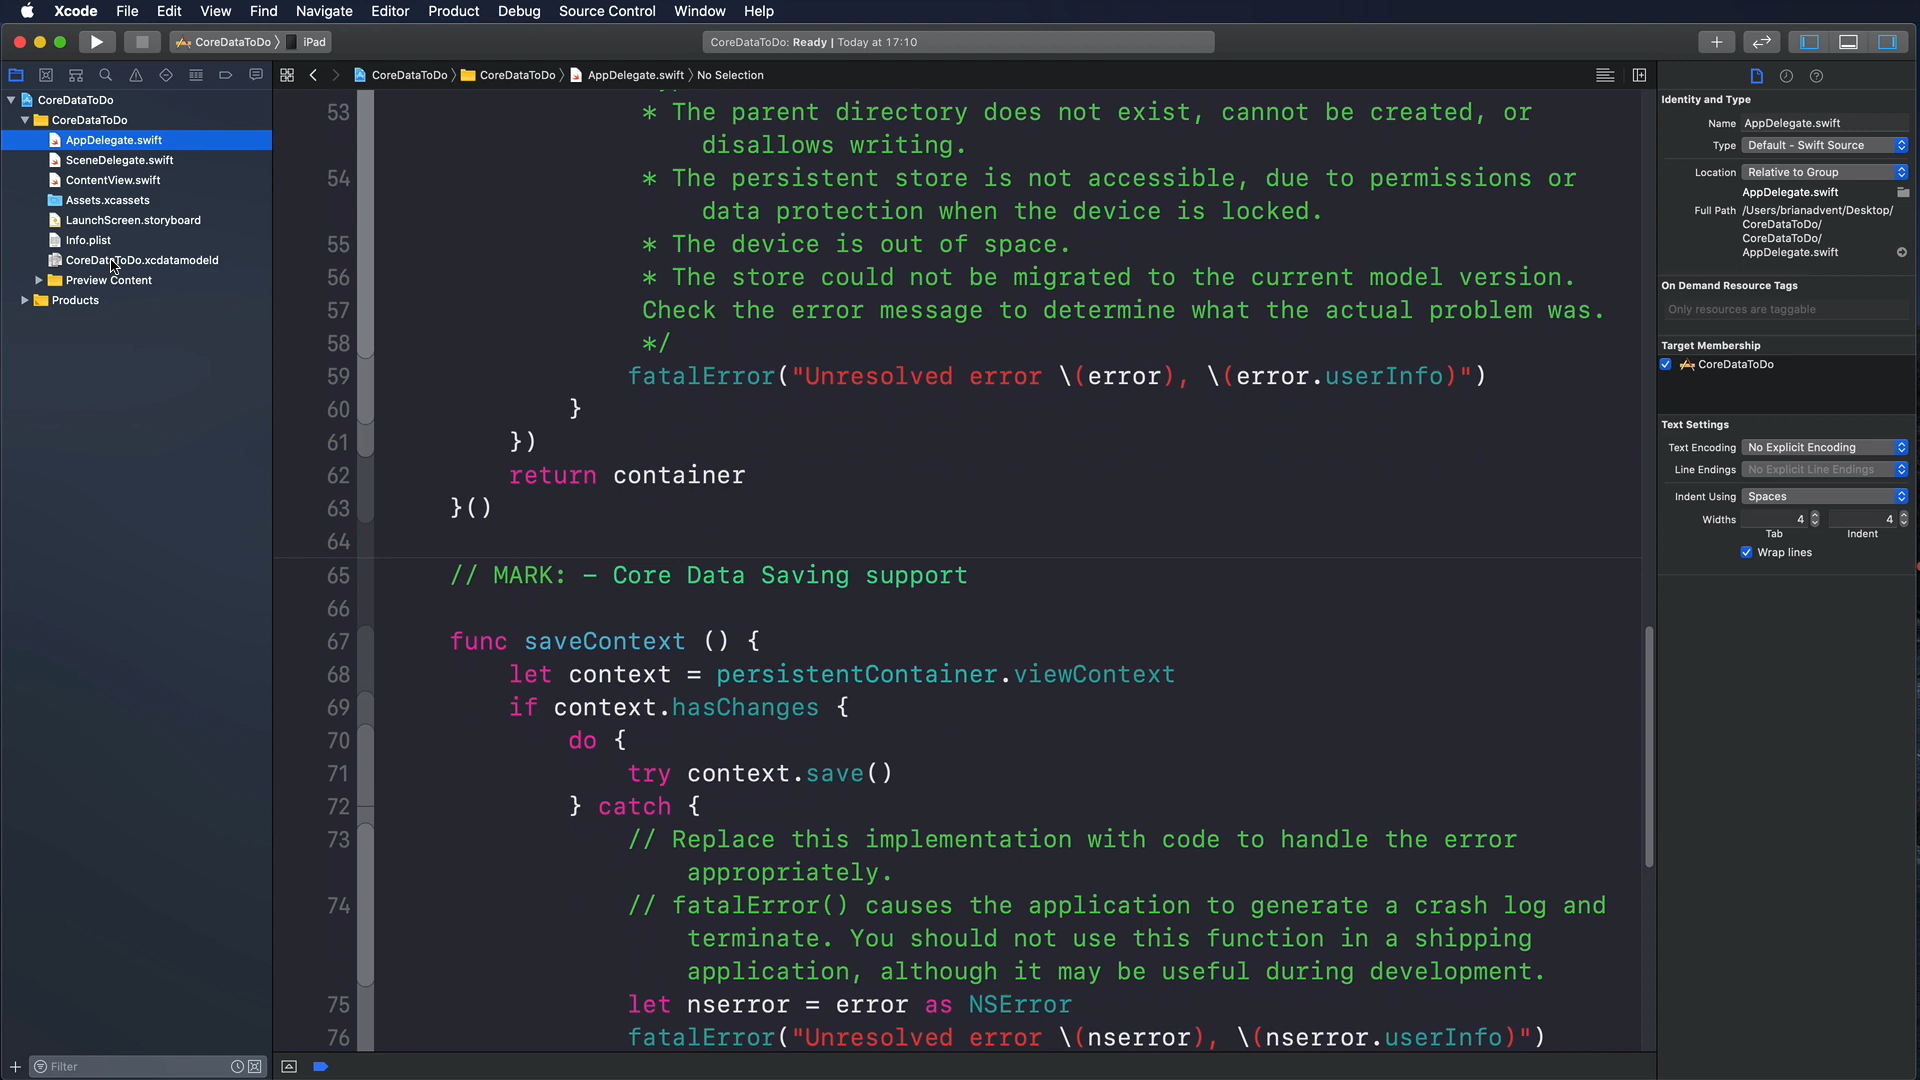 Xcode File Edit View Find Navigate Editor Product Debug Source Control Window Help
CoreDataToDo iPad
CoreDataToDo: Ready | Today at 17:10
CoreDataToDo CoreDataToDo AppDelegate.swift No Selection
CoreDataToDo
CoreDataToDo
AppDelegate.swift
SceneDelegate.swift
ContentView.swift
Assets.xcassets
LaunchScreen.storyboard
Info.plist
CoreDataToDo.xcdatamodeld
Preview Content
Products
Filter
53 * The parent directory does not exist, cannot be created, or
disallows writing.
54 * The persistent store is not accessible, due to permissions or
data protection when the device is locked.
55 * The device is out of space.
56 * The store could not be migrated to the current model version.
57 Check the error message to determine what the actual problem was.
58 */
59 fatalError("Unresolved error \(error), \(error.userInfo)")
60 }
61 })
62 return container
63 }()
64
65 // MARK: - Core Data Saving support
66
67 func saveContext () {
68 let context = persistentContainer.viewContext
69 if context.hasChanges {
70 do {
71 try context.save()
72 } catch {
73 // Replace this implementation with code to handle the error
appropriately.
74 // fatalError() causes the application to generate a crash log and
terminate. You should not use this function in a shipping
application, although it may be useful during development.
75 let nserror = error as NSError
76 fatalError("Unresolved error \(nserror), \(nserror.userInfo)")
Identity and Type
Name AppDelegate.swift
Type Default - Swift Source
Location Relative to Group
AppDelegate.swift
Full Path /Users/brianadvent/Desktop/
CoreDataToDo/
CoreDataToDo/
AppDelegate.swift
On Demand Resource Tags
Only resources are taggable
Target Membership
CoreDataToDo
Text Settings
Text Encoding No Explicit Encoding
Line Endings No Explicit Line Endings
Indent Using Spaces
Widths 4 4
Tab Indent
Wrap lines